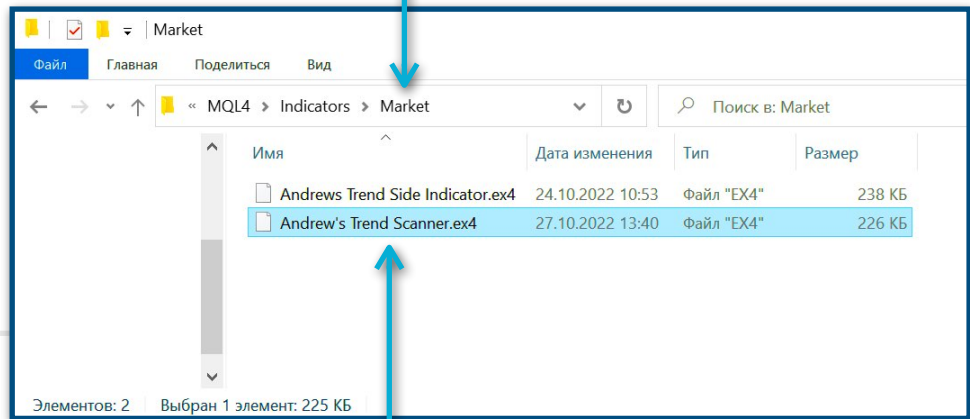 Market
Файл Главная Поделиться Вид
« MQL4 > Indicators > Market Поиск в: Market
Имя Дата изменения Тип Размер
Andrews Trend Side Indicator.ex4 24.10.2022 10:53 Файл "EX4" 238 КБ
Andrew's Trend Scanner.ex4 27.10.2022 13:40 Файл "EX4" 226 КБ
Элементов: 2 Выбран 1 элемент: 225 КБ